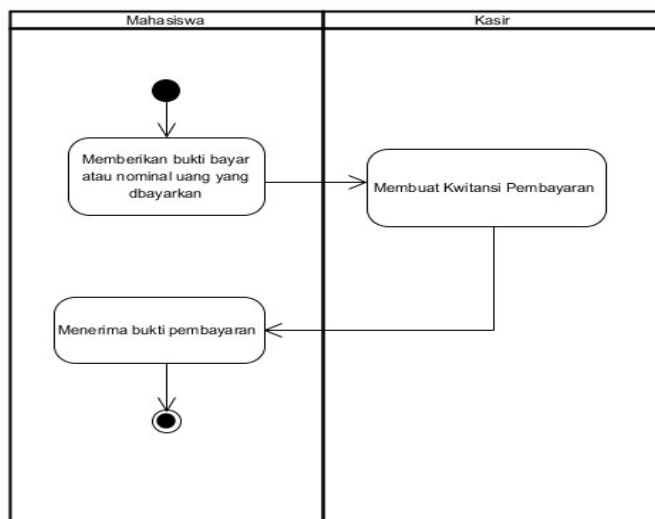 Mahasiswa
Kasir
Memberikan bukti bayar
atau nominal uang yang
dbayarkan
Membuat Kwitansi Pembayaran
Menerima bukti pembayaran